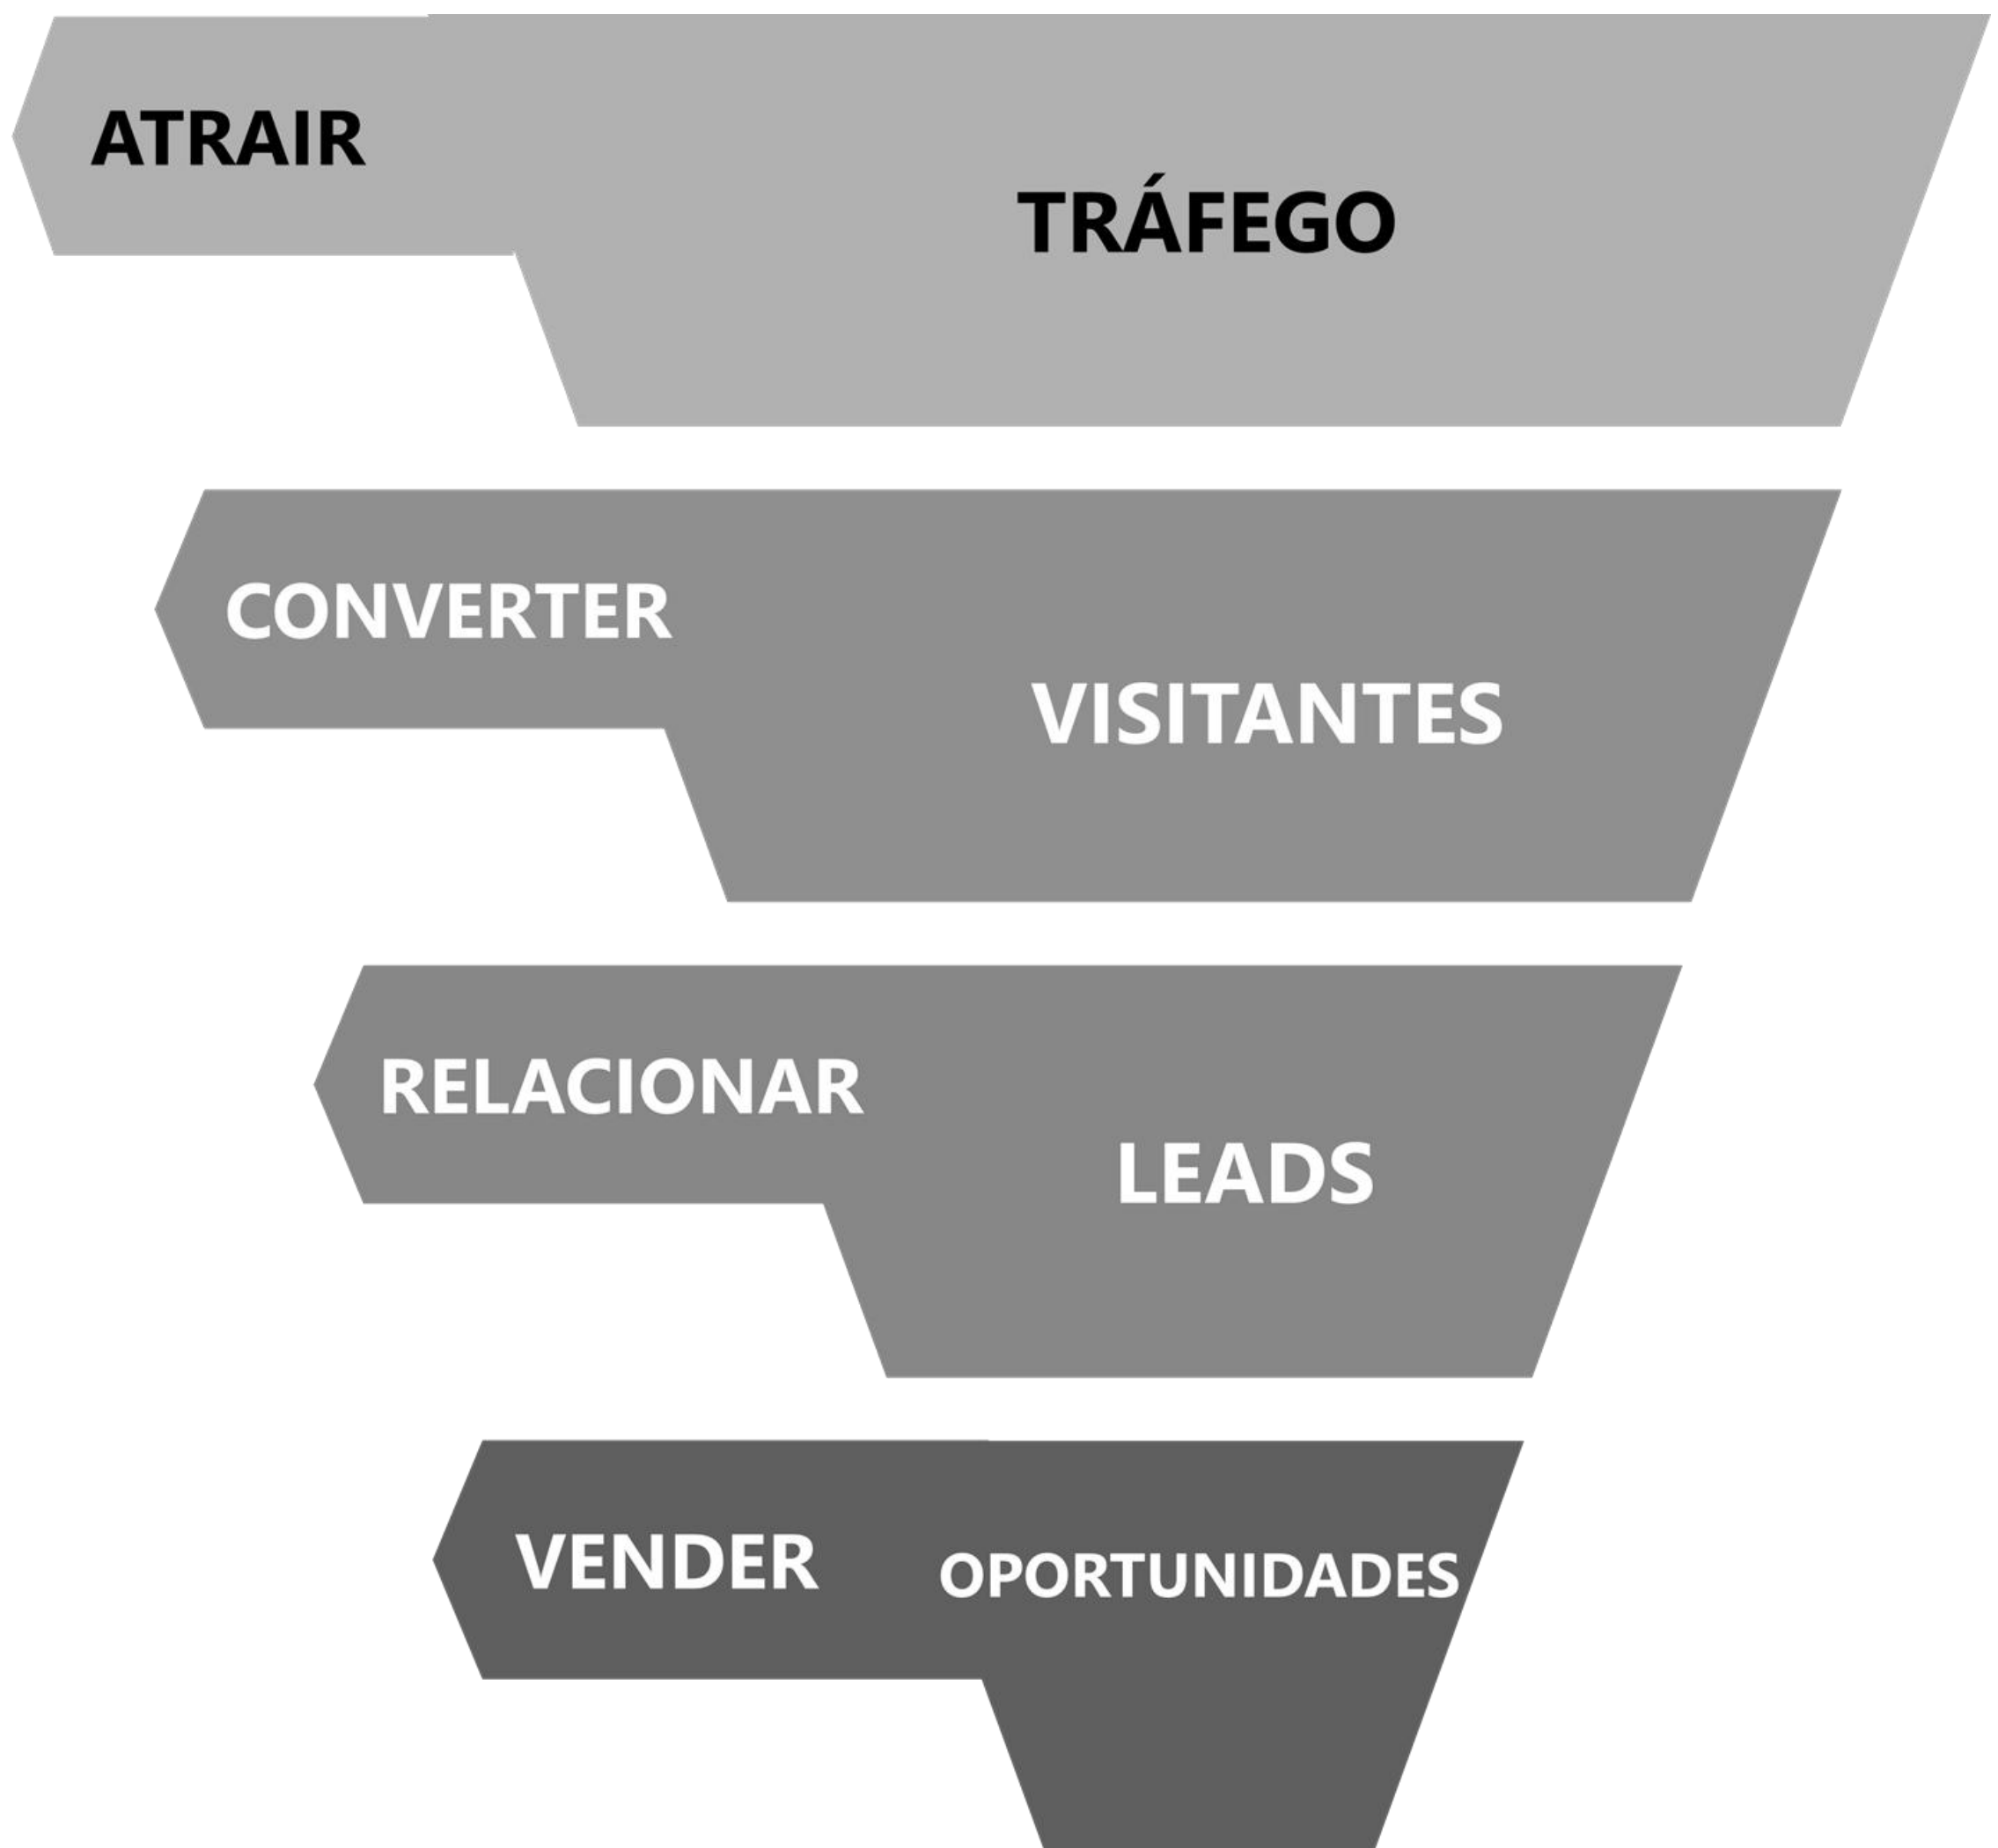 ATRAIR
TRÁFEGO
CONVERTER
VISITANTES
RELACIONAR
LEADS
VENDER
OPORTUNIDADES